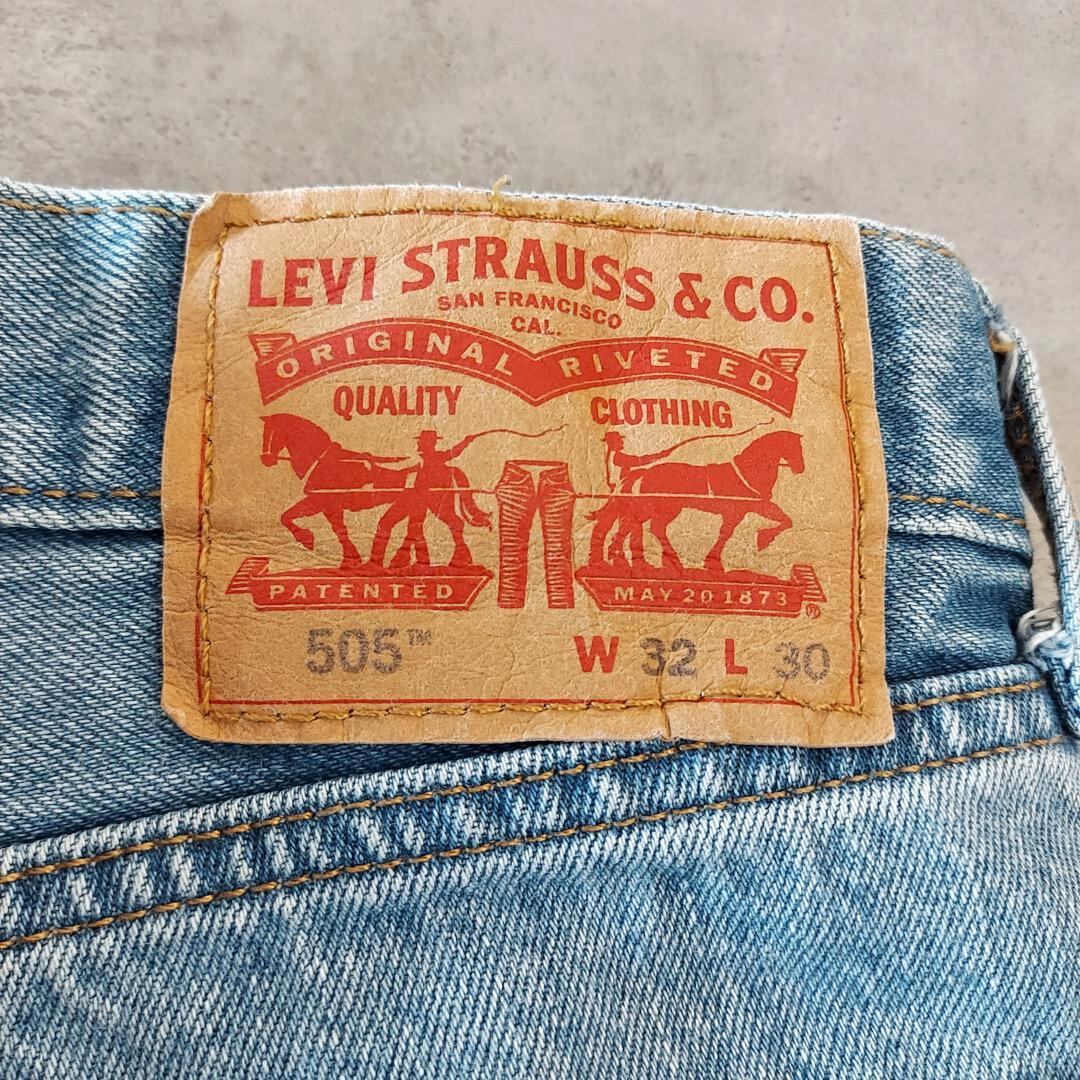 LEVI STRAUSS & CO.
SAN FRANCISCO
CAL.
ORIGINAL RIVETED
QUALITY CLOTHING
PATENTED MAY 20 1873 ®
505™ W 32 L 30